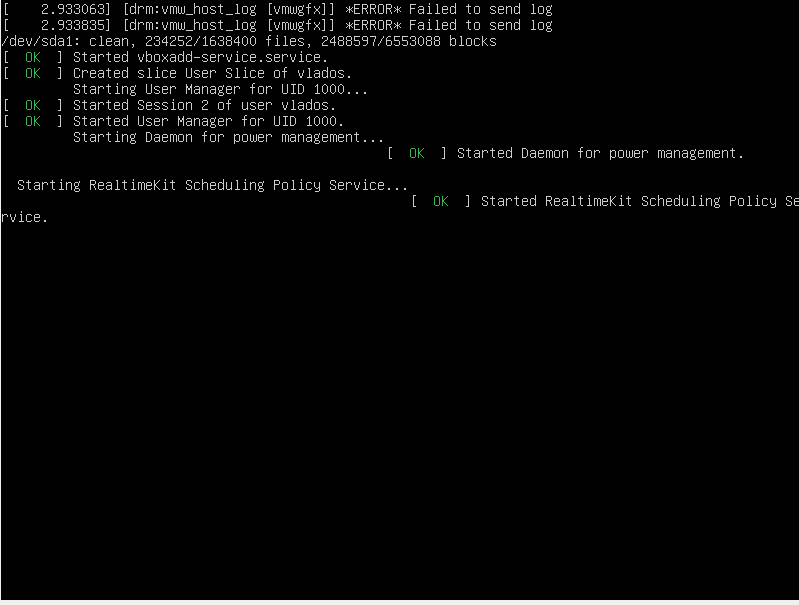 [    2.933063] [drm:vmw_host_log [vmwgfx]] *ERROR* Failed to send log
[    2.933835] [drm:vmw_host_log [vmwgfx]] *ERROR* Failed to send log
/dev/sda1: clean, 234252/1638400 files, 2488597/6553088 blocks
[  OK  ] Started vboxadd-service.service.
[  OK  ] Created slice User Slice of vlados.
         Starting User Manager for UID 1000...
[  OK  ] Started Session 2 of user vlados.
[  OK  ] Started User Manager for UID 1000.
         Starting Daemon for power management...
[  OK  ] Started Daemon for power management.
Starting RealtimeKit Scheduling Policy Service...
[  OK  ] Started RealtimeKit Scheduling Policy Se
rvice.